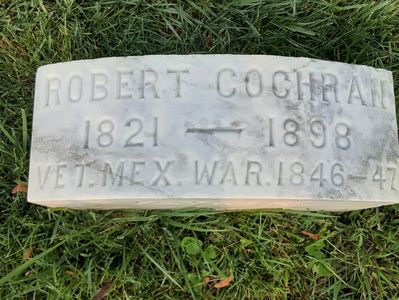 ROBERT COCHRAN
1821 — 1898
VET. MEX. WAR. 1846-47